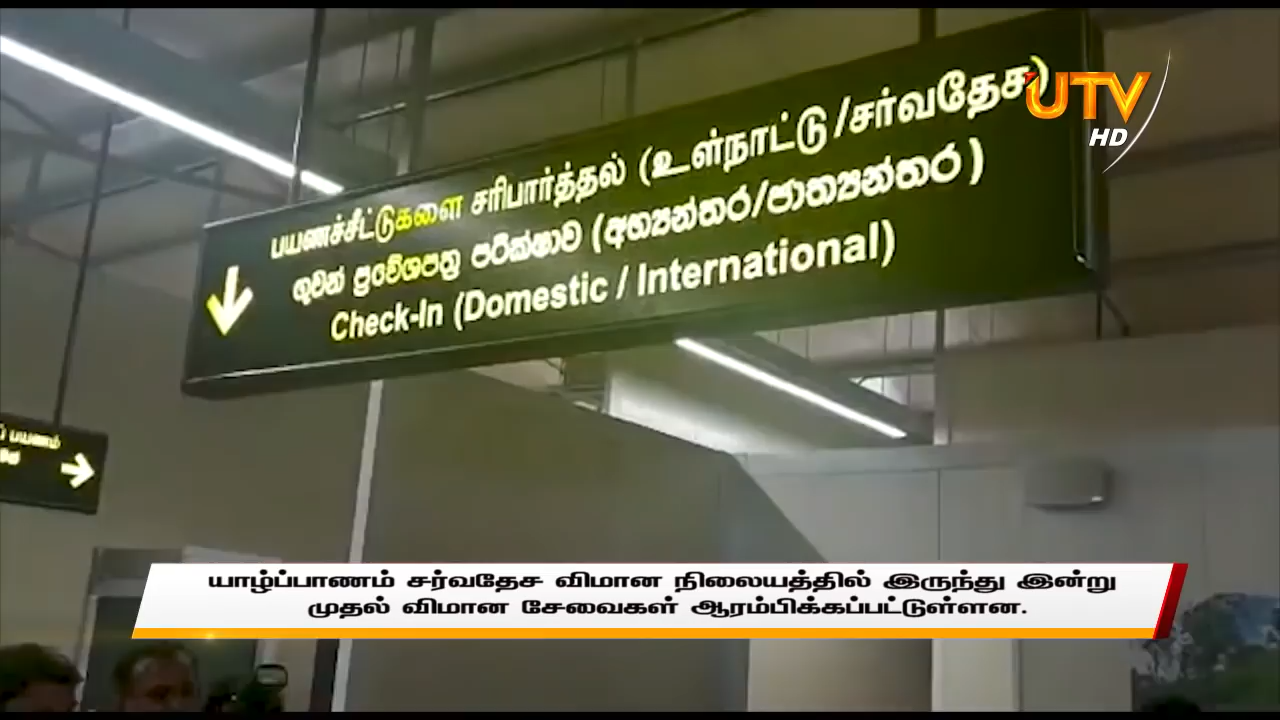 பயணச்சீட்டுகளை சரிபார்த்தல் (உள்நாட்டு/சர்வதேச)
ගුවන් ප්‍රවේශපත්‍ර පරීක්ෂාව (අභ්‍යන්තර/ජාත්‍යන්තර)
Check-In (Domestic / International)
UTV
HD
பயணம்
யாழ்ப்பாணம் சர்வதேச விமான நிலையத்தில் இருந்து இன்று
முதல் விமான சேவைகள் ஆரம்பிக்கப்பட்டுள்ளன.